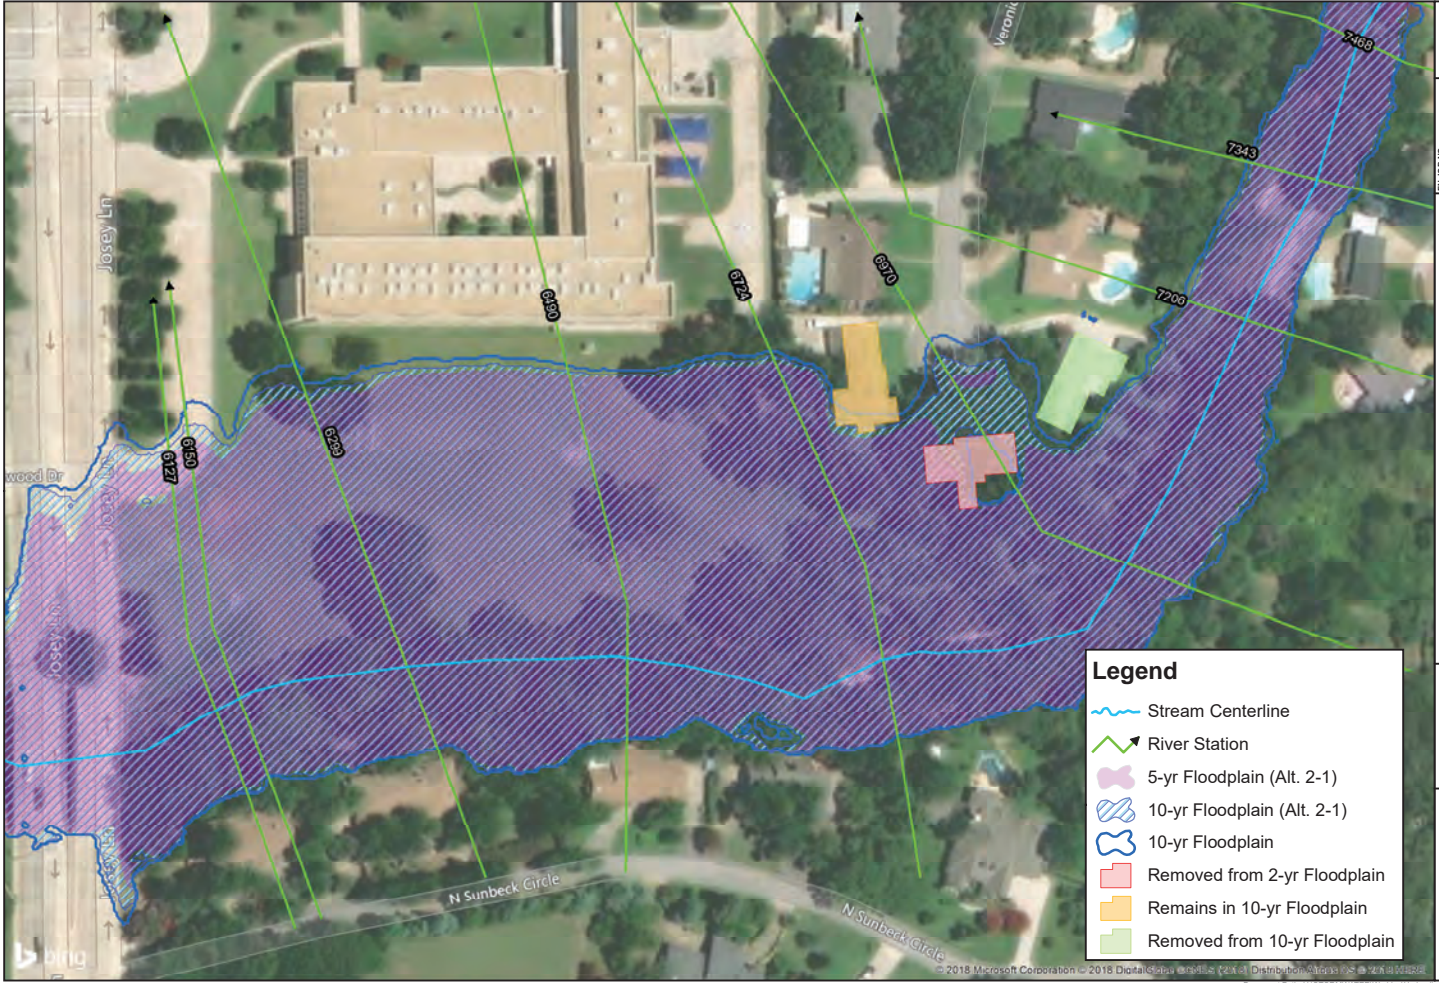 Veronic
7468
7343
Josey Ln
6970
6724
7206
6490
6299
6150
6127
wood Dr
Josey Ln
Josey Ln
Josey Ln
N Sunbeck Circle
N Sunbeck Circle
Legend
Stream Centerline
River Station
5-yr Floodplain (Alt. 2-1)
10-yr Floodplain (Alt. 2-1)
10-yr Floodplain
Removed from 2-yr Floodplain
Remains in 10-yr Floodplain
Removed from 10-yr Floodplain
bing
© 2018 Microsoft Corporation © 2018 DigitalGlobe